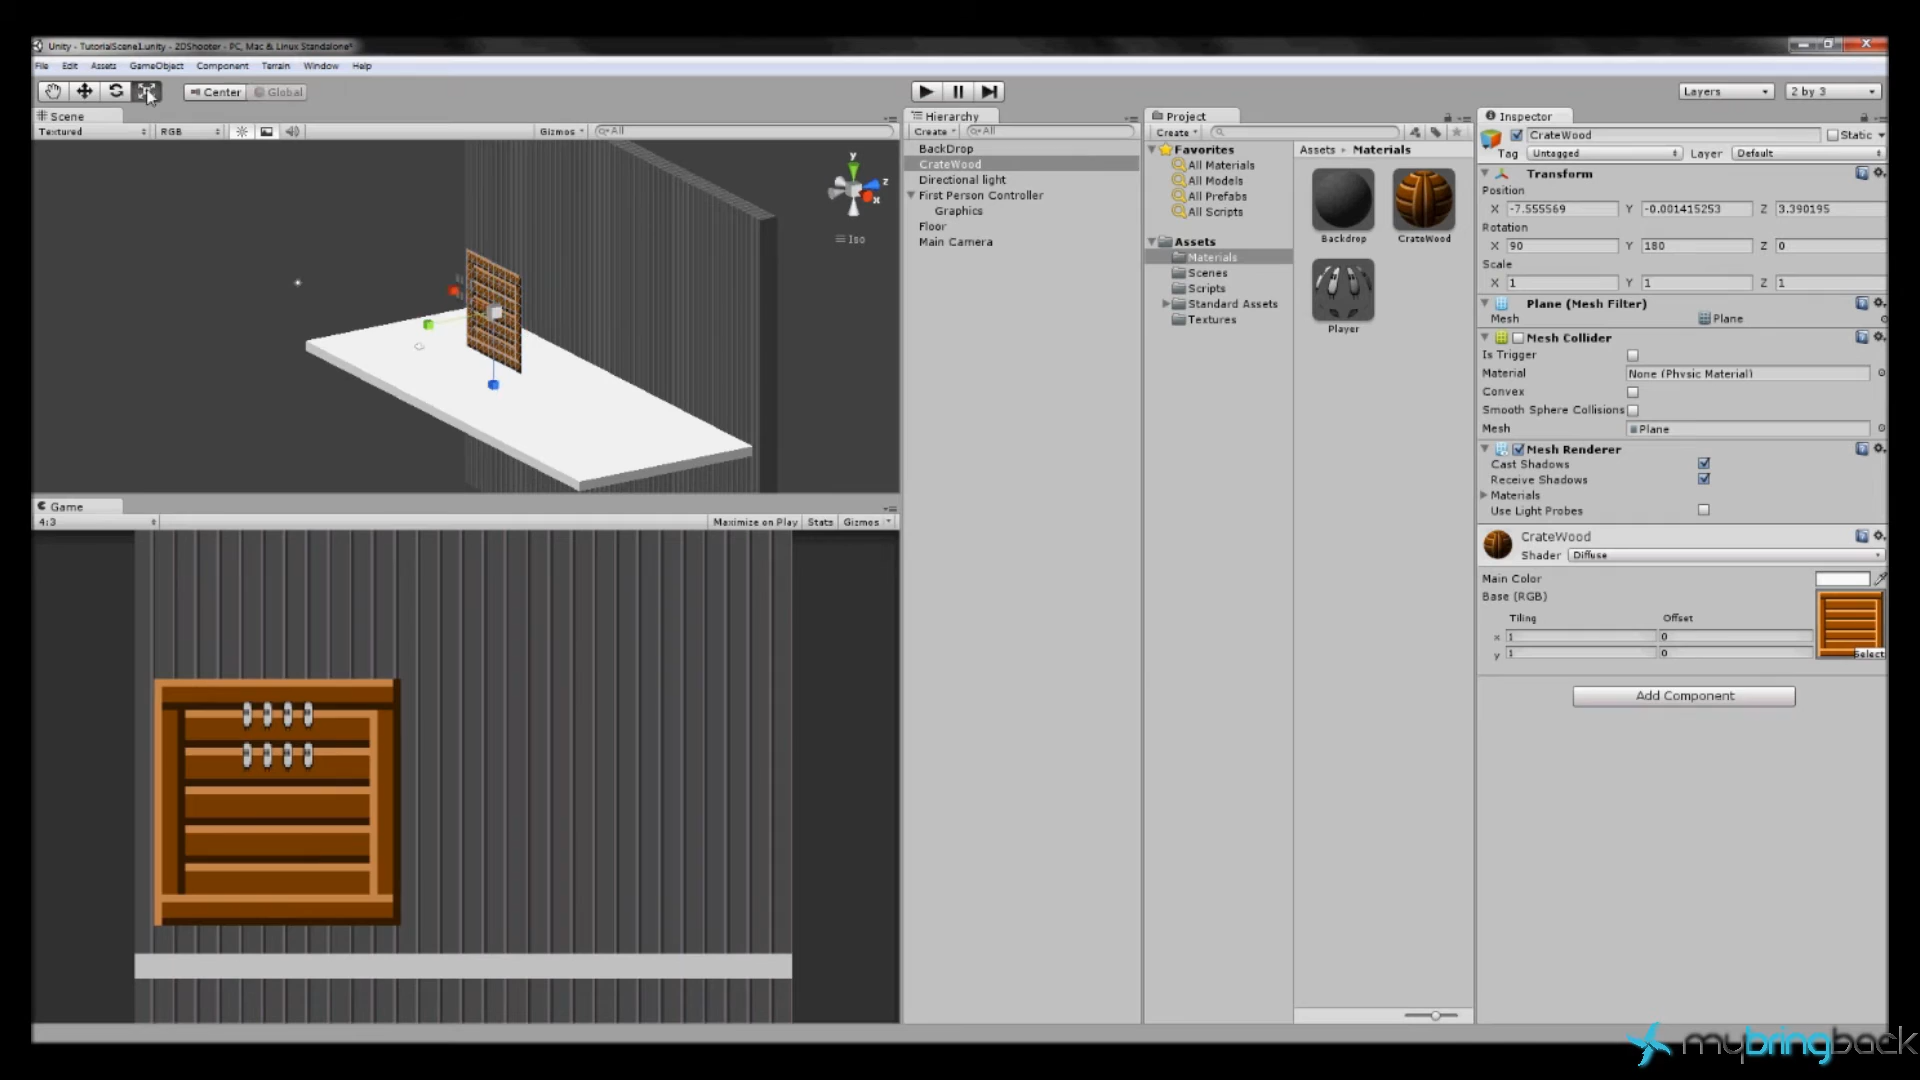 Unity - TutorialScene1.unity - 2DShooter - PC, Mac & Linux Standalone*
File Edit Assets GameObject Component Terrain Window Help
Center Global
Layers
2 by 3
Scene
Textured RGB Gizmos All
y
z
x
Iso
Game
4:3 Maximize on Play Stats Gizmos
Hierarchy
Create All
BackDrop
CrateWood
Directional light
First Person Controller
Graphics
Floor
Main Camera
Project
Create
Favorites
All Materials
All Models
All Prefabs
All Scripts
Assets
Materials
Scenes
Scripts
Standard Assets
Textures
Assets Materials
Backdrop
CrateWood
Player
Inspector
CrateWood Static
Tag Untagged Layer Default
Transform
Position
X -7.555569 Y -0.001415253 Z 3.390195
Rotation
X 90 Y 180 Z 0
Scale
X 1 Y 1 Z 1
Plane (Mesh Filter)
Mesh Plane
Mesh Collider
Is Trigger
Material None (Physic Material)
Convex
Smooth Sphere Collisions
Mesh Plane
Mesh Renderer
Cast Shadows
Receive Shadows
Materials
Use Light Probes
CrateWood
Shader Diffuse
Main Color
Base (RGB)
Tiling Offset
x 1 0
y 1 0
Select
Add Component
mybringback